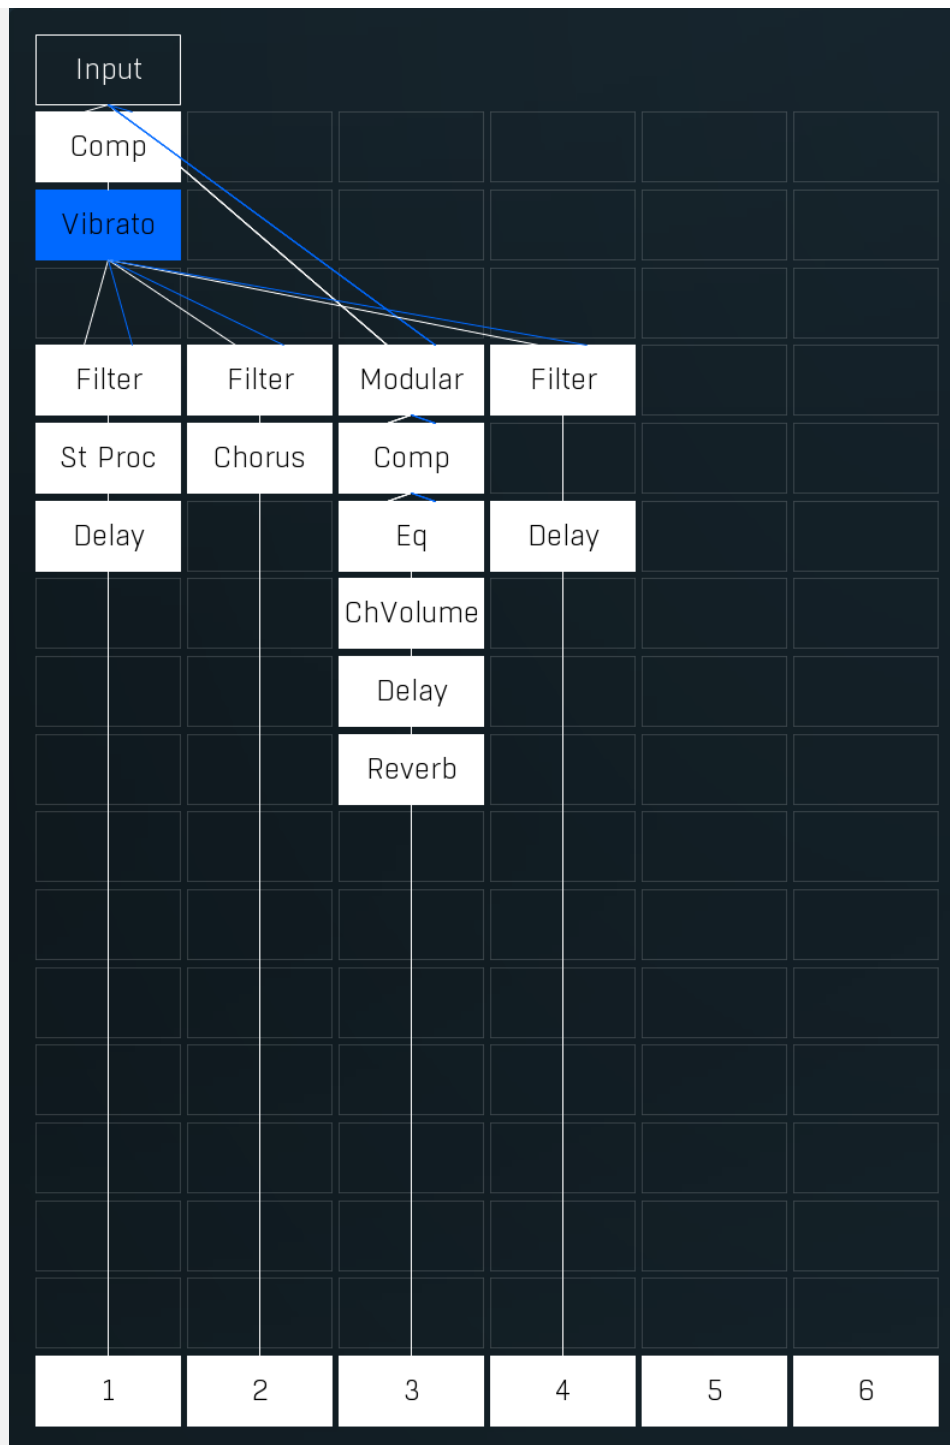 Input
Comp
Vibrato
Filter Filter Modular Filter
St Proc Chorus Comp
Delay Eq Delay
ChVolume
Delay
Reverb
1 2 3 4 5 6